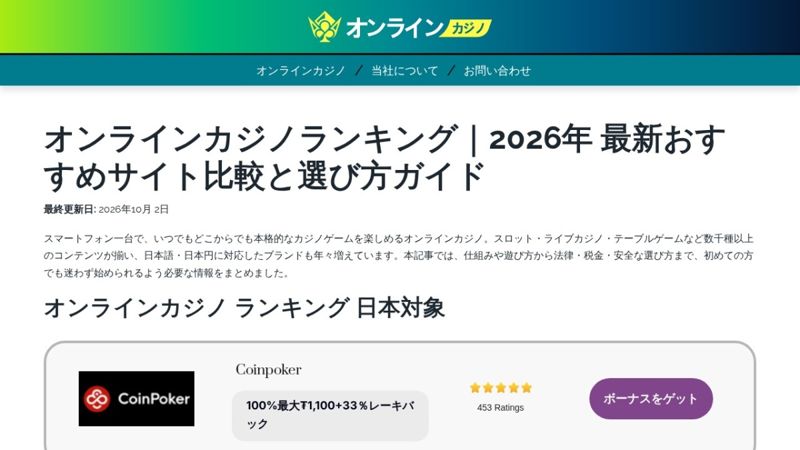 オンラインカジノ
オンラインカジノ / 当社について / お問い合わせ
オンラインカジノランキング｜2026年 最新おす
すめサイト比較と選び方ガイド
最終更新日: 2026年10月 2日
スマートフォン一台で、いつでもどこからでも本格的なカジノゲームを楽しめるオンラインカジノ。スロット・ライブカジノ・テーブルゲームなど数千種以上
のコンテンツが揃い、日本語・日本円に対応したブランドも年々増えています。本記事では、仕組みや遊び方から法律・税金・安全な選び方まで、初めての方
でも迷わず始められるよう必要な情報をまとめました。
オンラインカジノ ランキング 日本対象
CoinPoker
Coinpoker
100%最大₮1,100+33％レーキバ
ック
453 Ratings
ボーナスをゲット